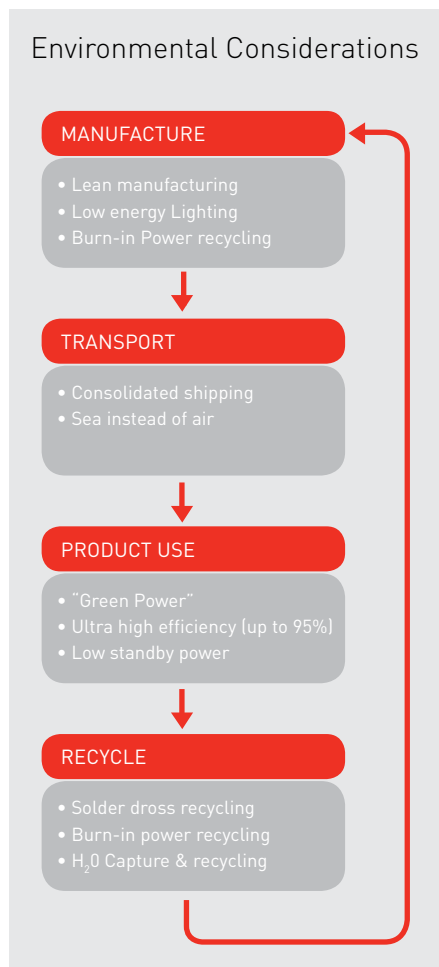 Environmental Considerations
MANUFACTURE
• Lean manufacturing
• Low energy Lighting
• Burn-in Power recycling
TRANSPORT
• Consolidated shipping
• Sea instead of air
PRODUCT USE
• “Green Power”
• Ultra high efficiency (up to 95%)
• Low standby power
RECYCLE
• Solder dross recycling
• Burn-in power recycling
• H₂0 Capture & recycling